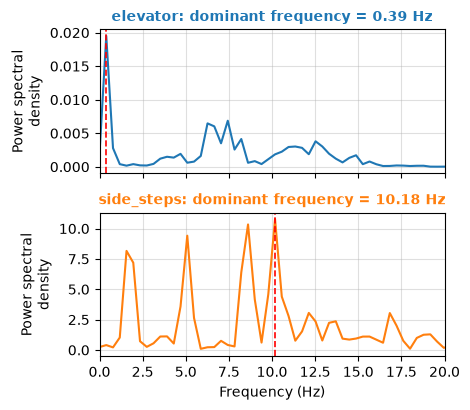 elevator: dominant frequency = 0.39 Hz
0.020
0.015
0.010
0.005
0.000
Power spectral
density
side_steps: dominant frequency = 10.18 Hz
10.0
7.5
5.0
2.5
0.0
Power spectral
density
0.0 2.5 5.0 7.5 10.0 12.5 15.0 17.5 20.0
Frequency (Hz)